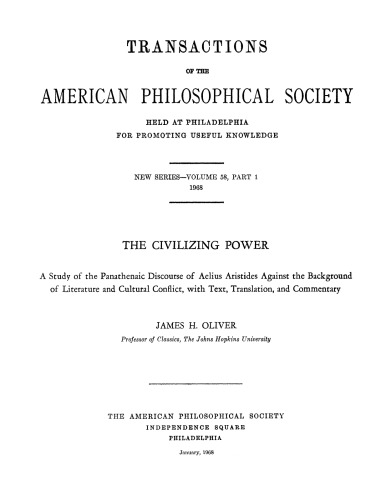 TRANSACTIONS
OF THE
AMERICAN PHILOSOPHICAL SOCIETY
HELD AT PHILADELPHIA
FOR PROMOTING USEFUL KNOWLEDGE
NEW SERIES—VOLUME 58, PART 1
1968
THE CIVILIZING POWER
A Study of the Panathenaic Discourse of Aelius Aristides Against the Background
of Literature and Cultural Conflict, with Text, Translation, and Commentary
JAMES H. OLIVER
Professor of Classics, The Johns Hopkins University
THE AMERICAN PHILOSOPHICAL SOCIETY
INDEPENDENCE SQUARE
PHILADELPHIA
January, 1968